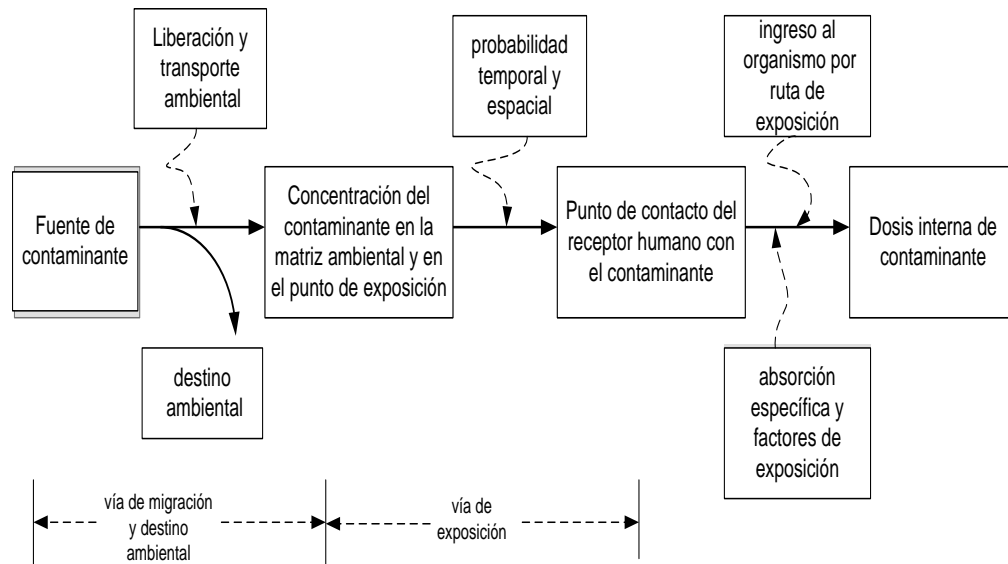 Liberación y
transporte
ambiental
probabilidad
temporal y
espacial
ingreso al
organismo por
ruta de
exposición
Fuente de
contaminante
Concentración del
contaminante en la
matriz ambiental y en
el punto de exposición
Punto de contacto del
receptor humano con
el contaminante
Dosis interna de
contaminante
destino
ambiental
absorción
específica y
factores de
exposición
vía de migración
y destino
ambiental
vía de
exposición